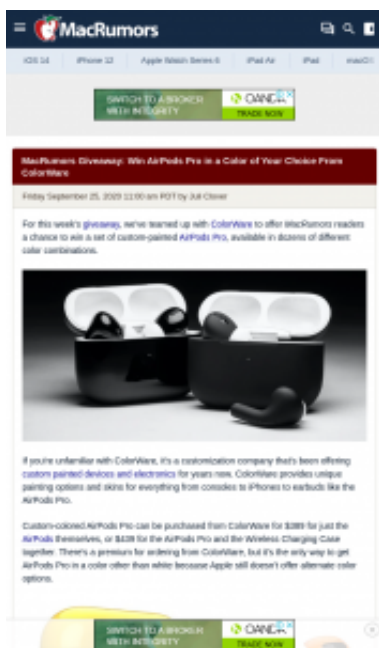 MacRumors
iOS 14 iPhone 12 Apple Watch Series 6 iPad Air iPad macO
SWITCH TO A BROKER
WITH INTEGRITY
OANDA
TRADE NOW
MacRumors Giveaway: Win AirPods Pro in a Color of Your Choice From
ColorWare
Friday September 25, 2020 11:00 am PDT by Juli Clover
For this week's giveaway, we've teamed up with ColorWare to offer MacRumors readers
a chance to win a set of custom-painted AirPods Pro, available in dozens of different
color combinations.
If you're unfamiliar with ColorWare, it's a customization company that's been offering
custom painted devices and electronics for years now. ColorWare provides unique
painting options and skins for everything from consoles to iPhones to earbuds like the
AirPods Pro.
Custom-colored AirPods Pro can be purchased from ColorWare for $389 for just the
AirPods themselves, or $439 for the AirPods Pro and the Wireless Charging Case
together. There's a premium for ordering from ColorWare, but it's the only way to get
AirPods Pro in a color other than white because Apple still doesn't offer alternate color
options.
SWITCH TO A BROKER
WITH INTEGRITY
OANDA
TRADE NOW